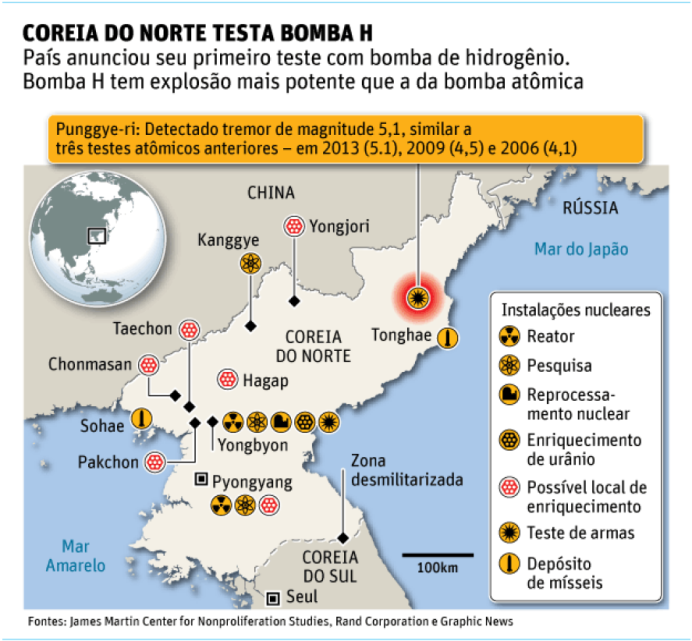 COREIA DO NORTE TESTA BOMBA H
País anunciou seu primeiro teste com bomba de hidrogênio.
Bomba H tem explosão mais potente que a da bomba atômica
Punggye-ri: Detectado tremor de magnitude 5,1, similar a
três testes atômicos anteriores – em 2013 (5.1), 2009 (4,5) e 2006 (4,1)
CHINA
RÚSSIA
Yongjori
Kanggye
Mar do Japão
Taechon
COREIA
DO NORTE
Tonghae
Chonmasan
Hagap
Sohae
Yongbyon
Pakchon
Zona
desmilitarizada
Pyongyang
Mar
Amarelo
COREIA
DO SUL
Seul
100km
Instalações nucleares
Reator
Pesquisa
Reprocessa-
mento nuclear
Enriquecimento
de urânio
Possível local de
enriquecimento
Teste de armas
Depósito
de mísseis
Fontes: James Martin Center for Nonproliferation Studies, Rand Corporation e Graphic News